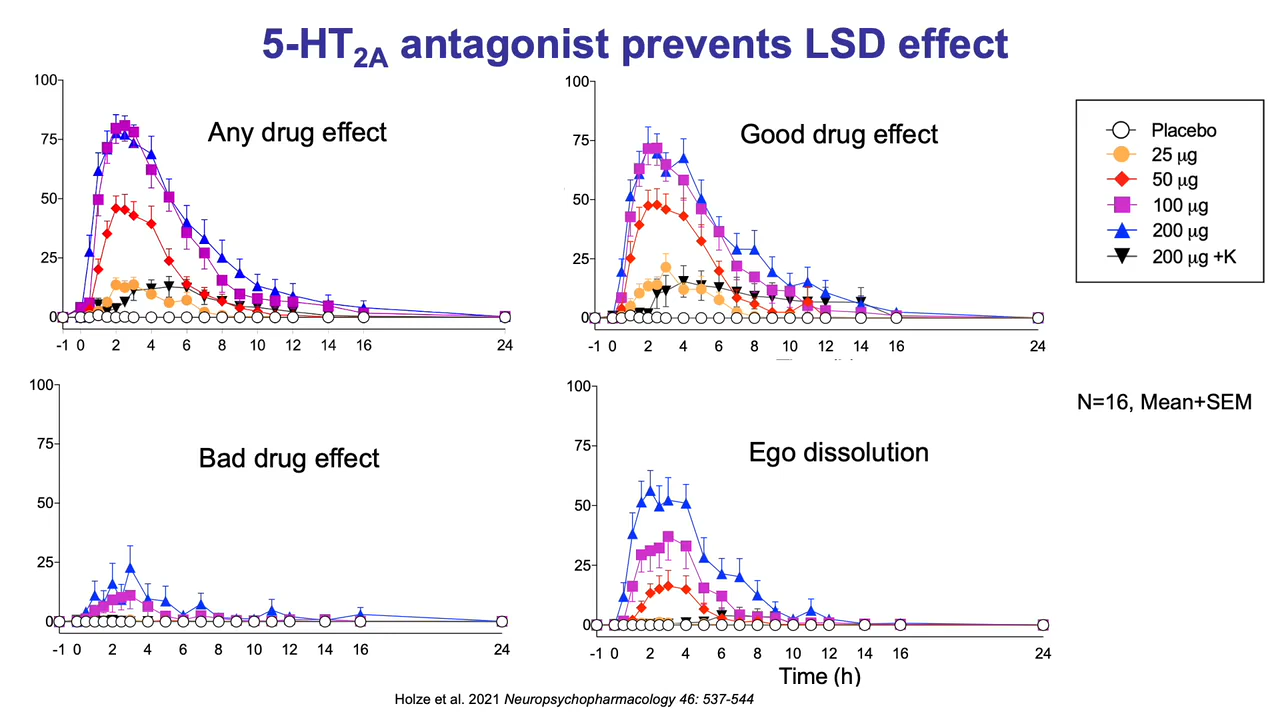 5-HT2A antagonist prevents LSD effect
100
75
50
25
0
Any drug effect
-1 0 2 4 6 8 10 12 14 16 24
100
75
50
25
0
Good drug effect
-1 0 2 4 6 8 10 12 14 16 24
Placebo
25 µg
50 µg
100 µg
200 µg
200 µg +K
100
75
50
25
0
Bad drug effect
-1 0 2 4 6 8 10 12 14 16 24
100
75
50
25
0
Ego dissolution
-1 0 2 4 6 8 10 12 14 16 24
Time (h)
N=16, Mean+SEM
Holze et al. 2021 Neuropsychopharmacology 46: 537-544